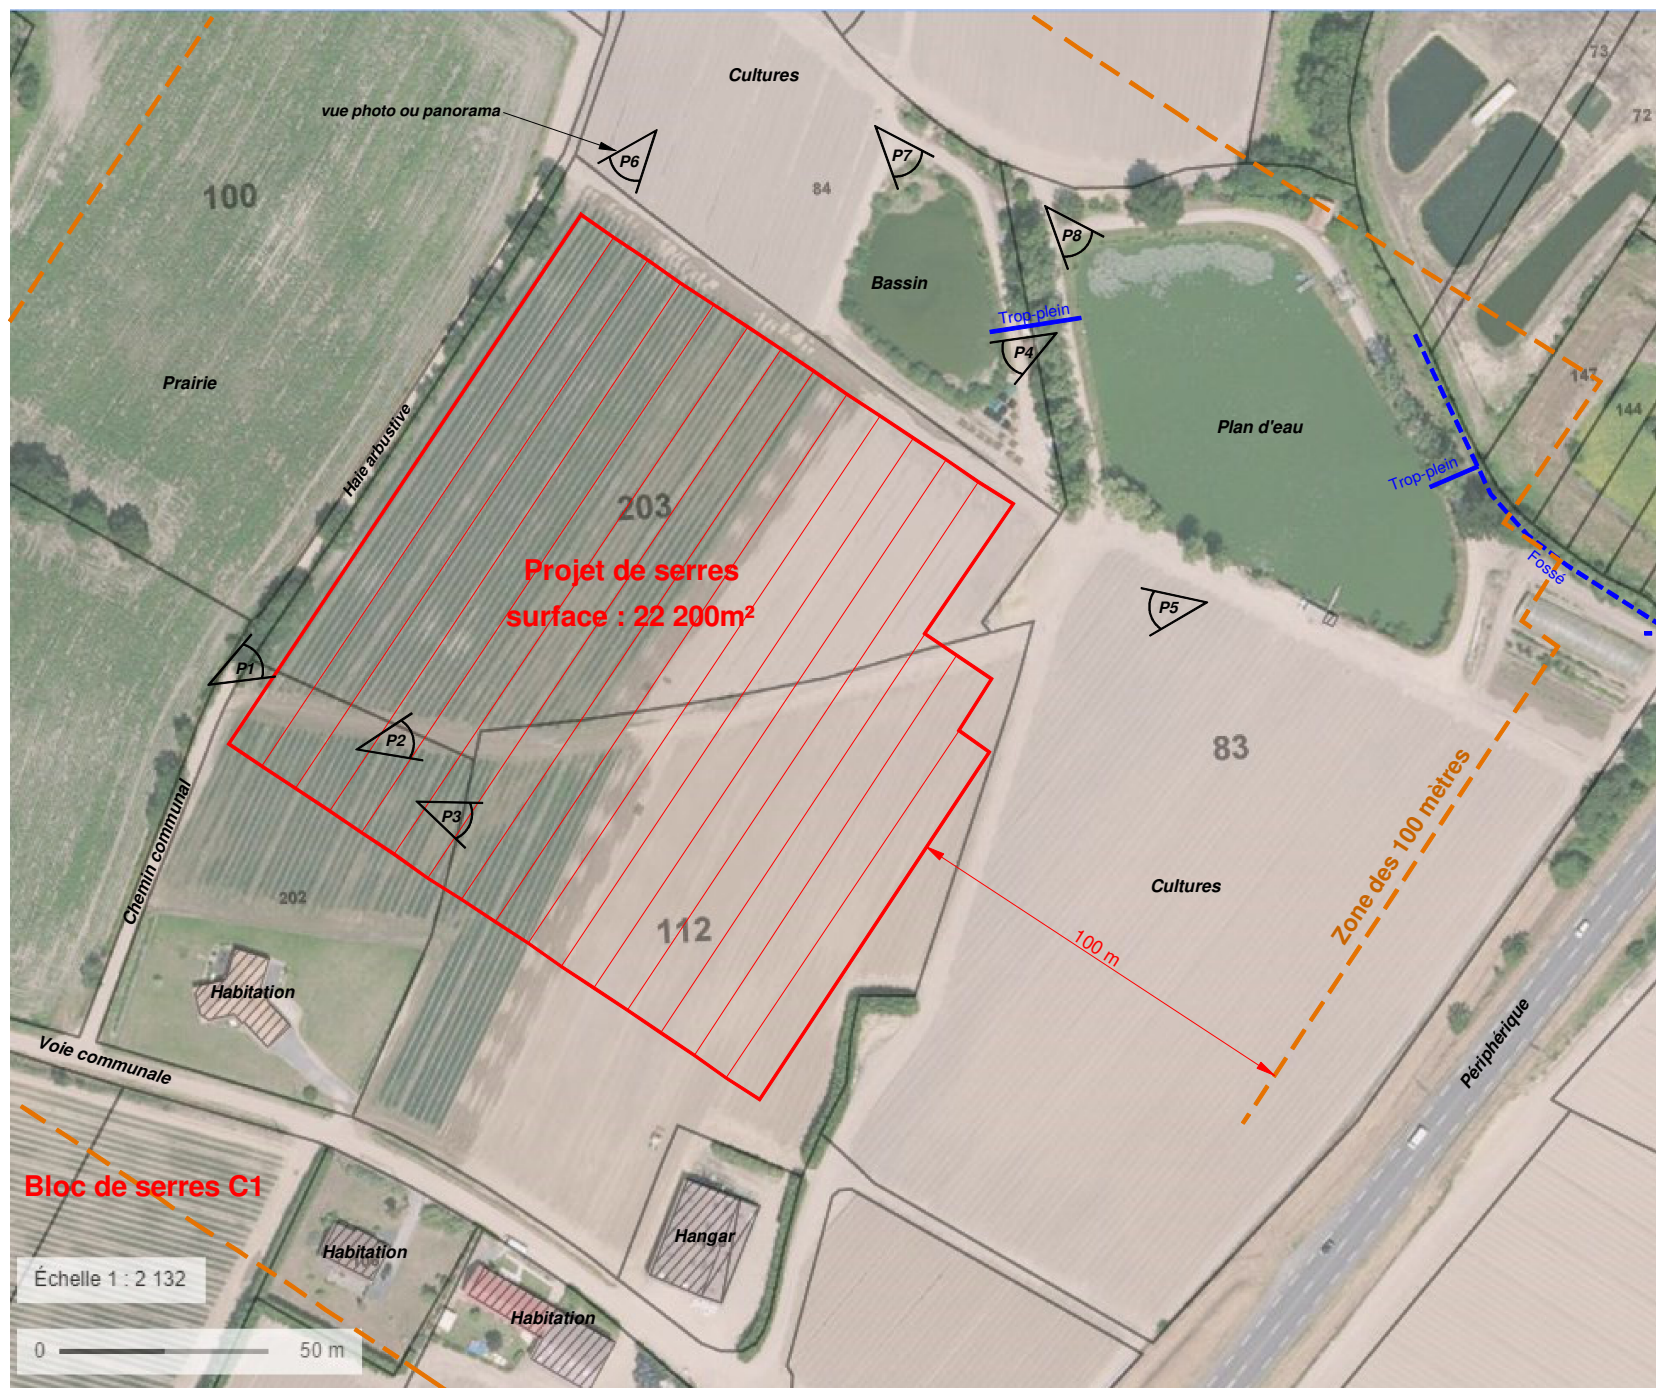 73
Cultures
vue photo ou panorama
72
P6
P7
100
84
P8
Bassin
Trop-plein
P4
147
Prairie
144
Haie arbustive
Plan d'eau
Trop-plein
203
Projet de serres
surface : 22 200m²
Fossé
P5
P1
P2
83
Zone des 100 mètres
P3
Chemin communal
Cultures
202
112
100 m
Habitation
Périphérique
Voie communale
Bloc de serres C1
Hangar
Habitation
Échelle 1 : 2 132
Habitation
0 50 m